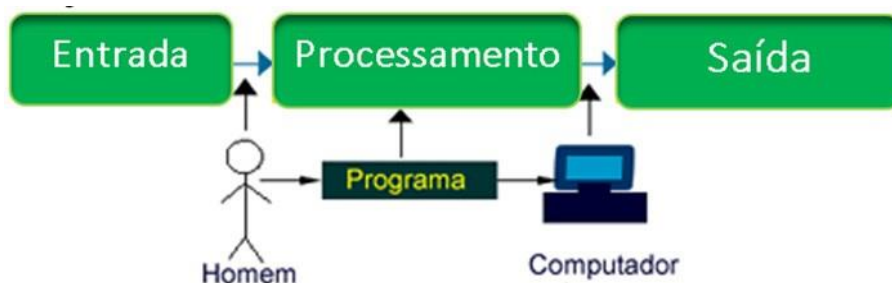 Entrada
Processamento
Saída
Programa
Homem
Computador